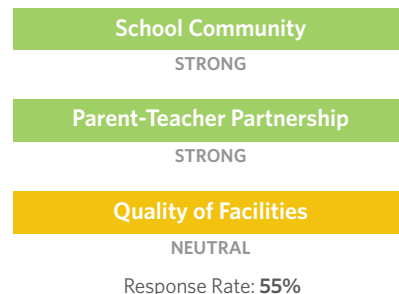 School Community
STRONG
Parent-Teacher Partnership
STRONG
Quality of Facilities
NEUTRAL
Response Rate: 55%